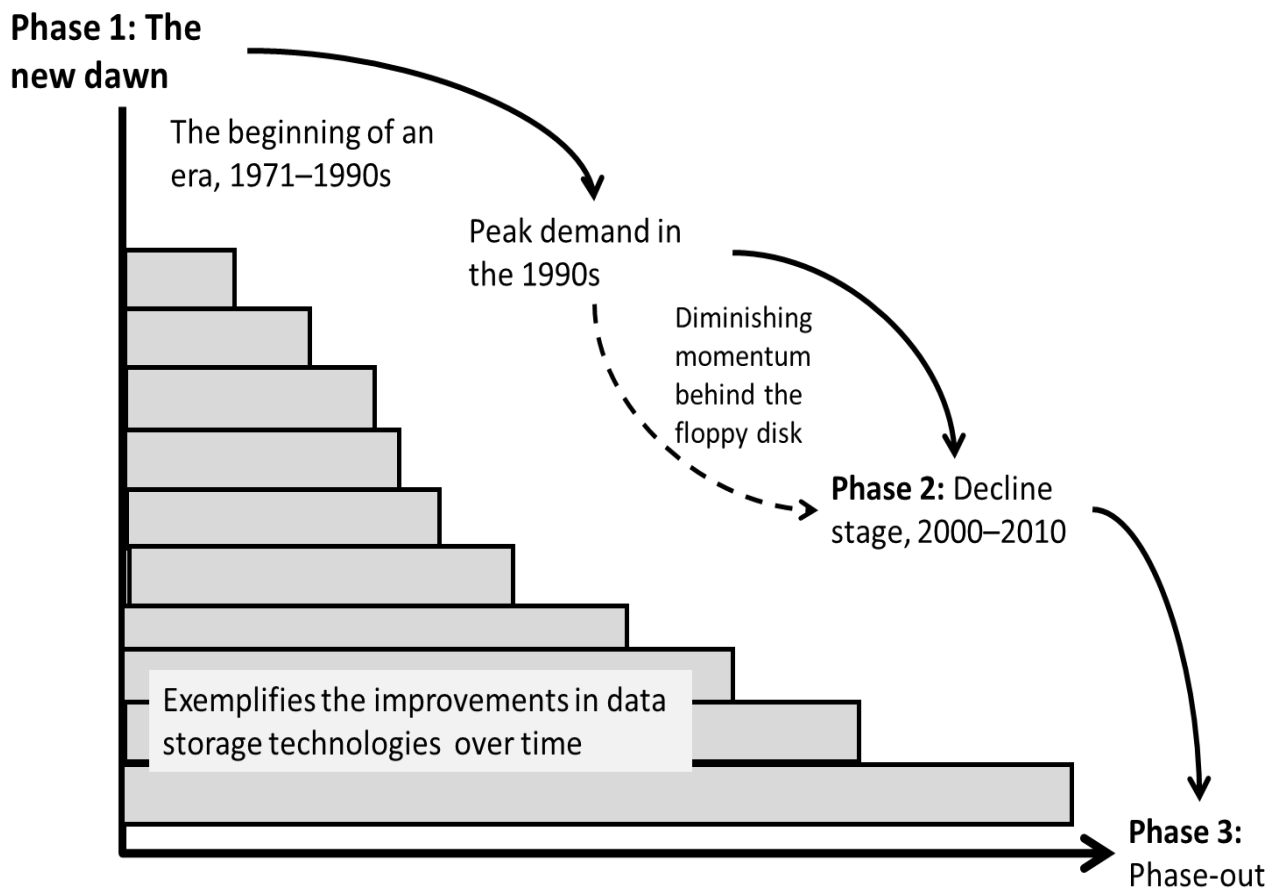 Phase 1: The
new dawn
The beginning of an
era, 1971–1990s
Peak demand in
the 1990s
Diminishing
momentum
behind the
floppy disk
Phase 2: Decline
stage, 2000–2010
Exemplifies the improvements in data
storage technologies over time
Phase 3:
Phase-out